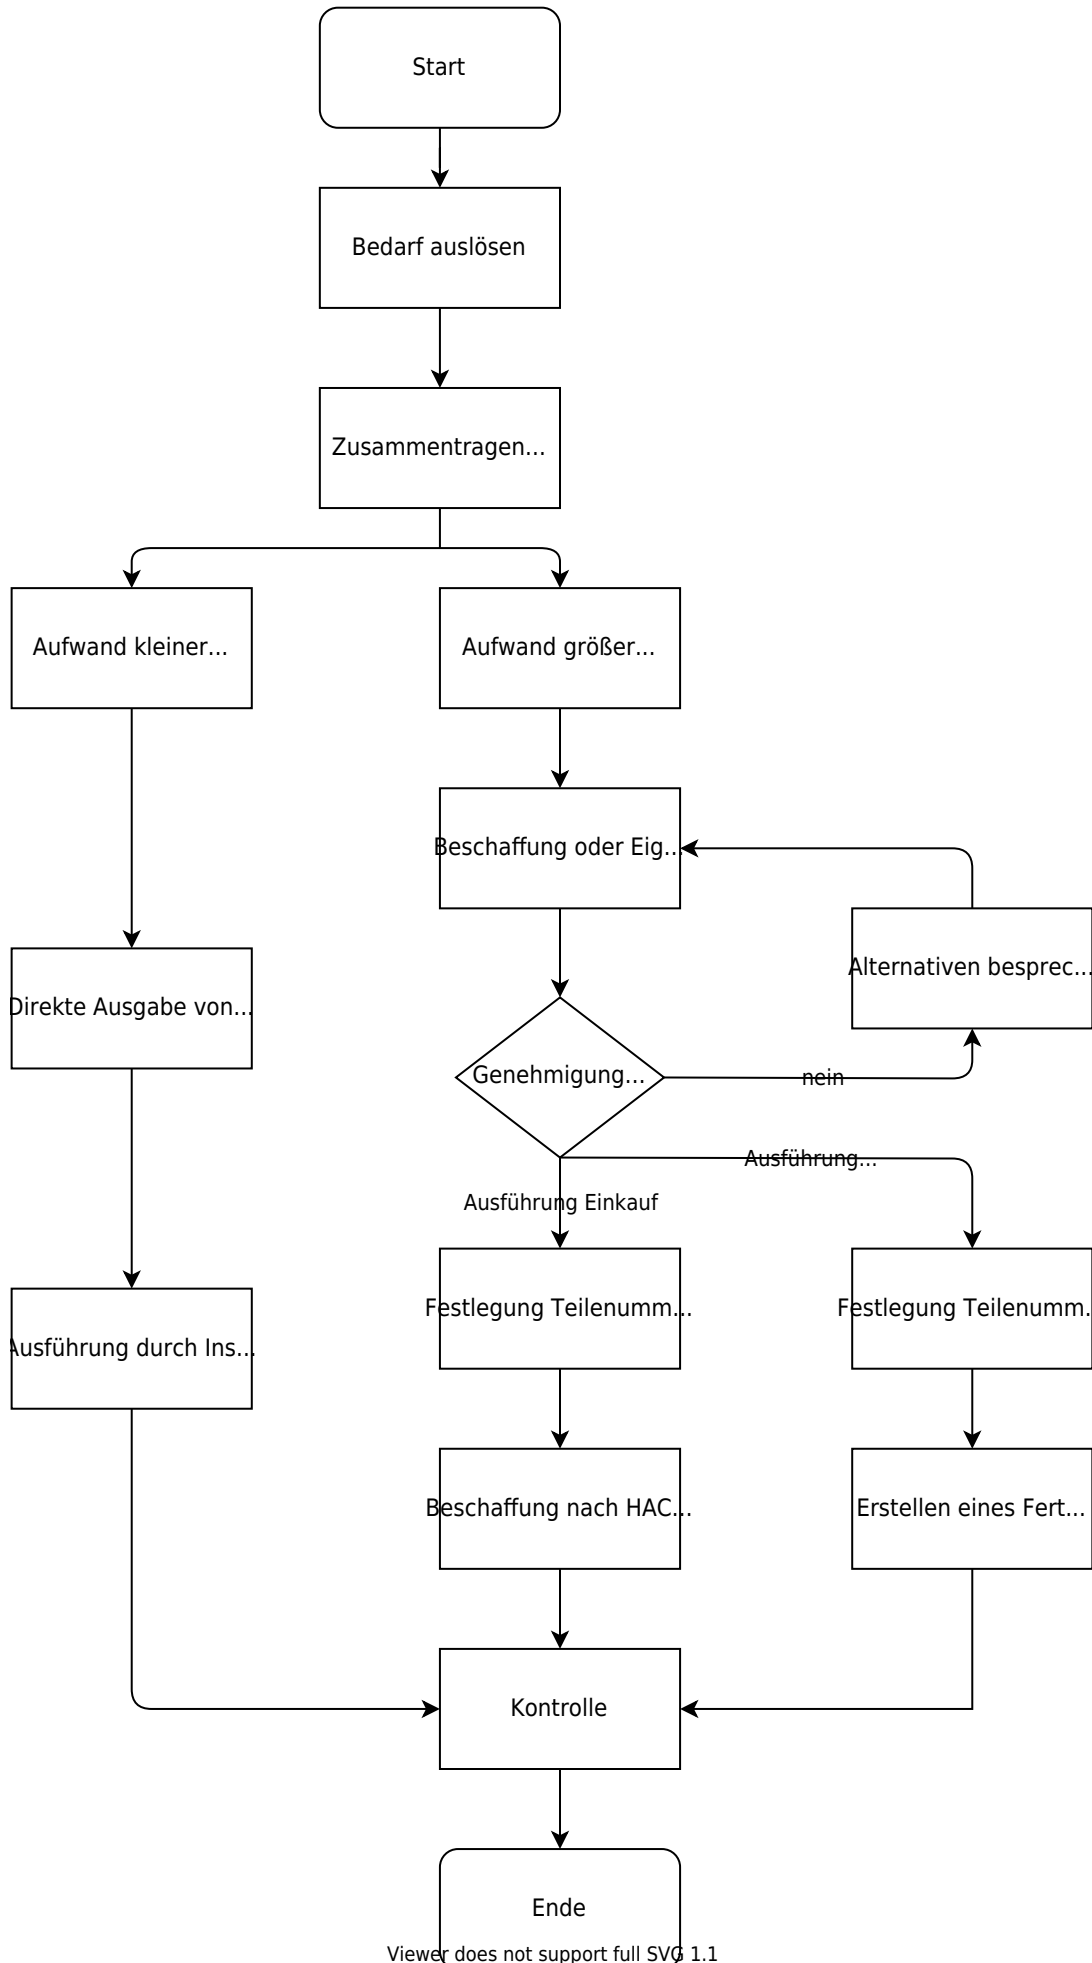 Start
Bedarf auslösen
Zusammentragen...
Aufwand kleiner...
Aufwand größer...
Beschaffung oder Eig...
Alternativen besprec...
Direkte Ausgabe von...
Genehmigung...
nein
Ausführung...
Ausführung Einkauf
Festlegung Teilenumm...
Festlegung Teilenumm...
Ausführung durch Ins...
Beschaffung nach HAC...
Erstellen eines Fert...
Kontrolle
Ende
Viewer does not support full SVG 1.1